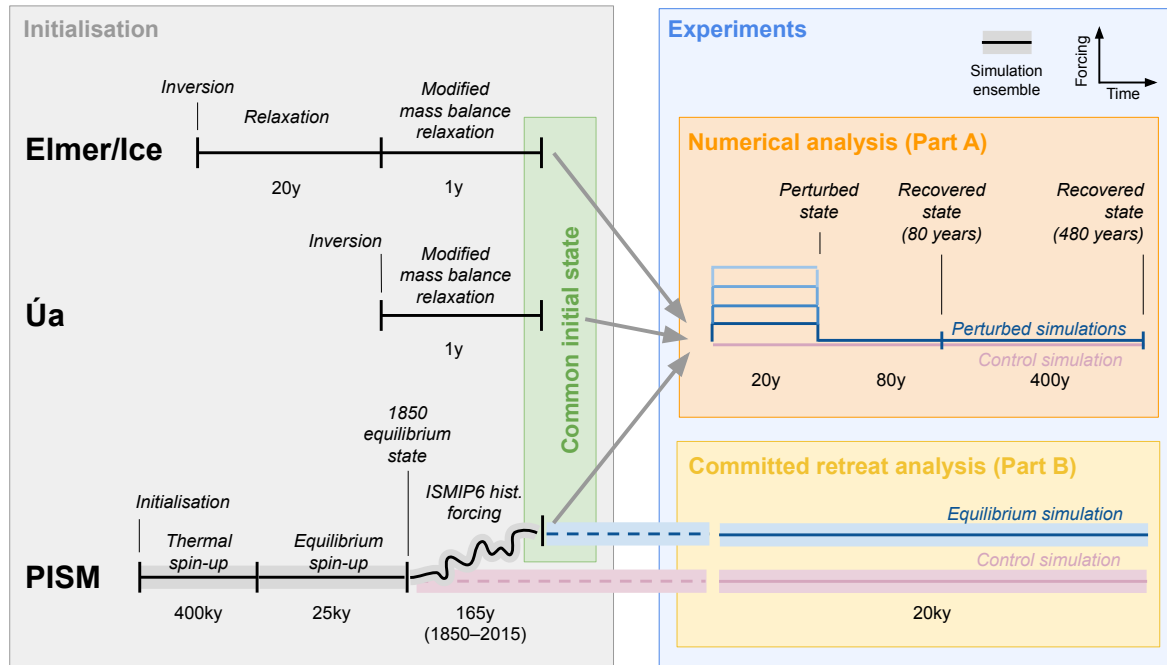 Initialisation
Inversion
Relaxation
Modified
mass balance
relaxation
Elmer/Ice
20y
1y
Inversion
Modified
mass balance
relaxation
Úa
1y
Common initial state
1850
equilibrium
state
ISMIP6 hist.
forcing
Initialisation
Thermal
spin-up
Equilibrium
spin-up
PISM
400ky
25ky
165y
(1850–2015)
Experiments
Simulation
ensemble
Forcing
Time
Numerical analysis (Part A)
Perturbed
state
Recovered
state
(80 years)
Recovered
state
(480 years)
Perturbed simulations
Control simulation
20y
80y
400y
Committed retreat analysis (Part B)
Equilibrium simulation
Control simulation
20ky